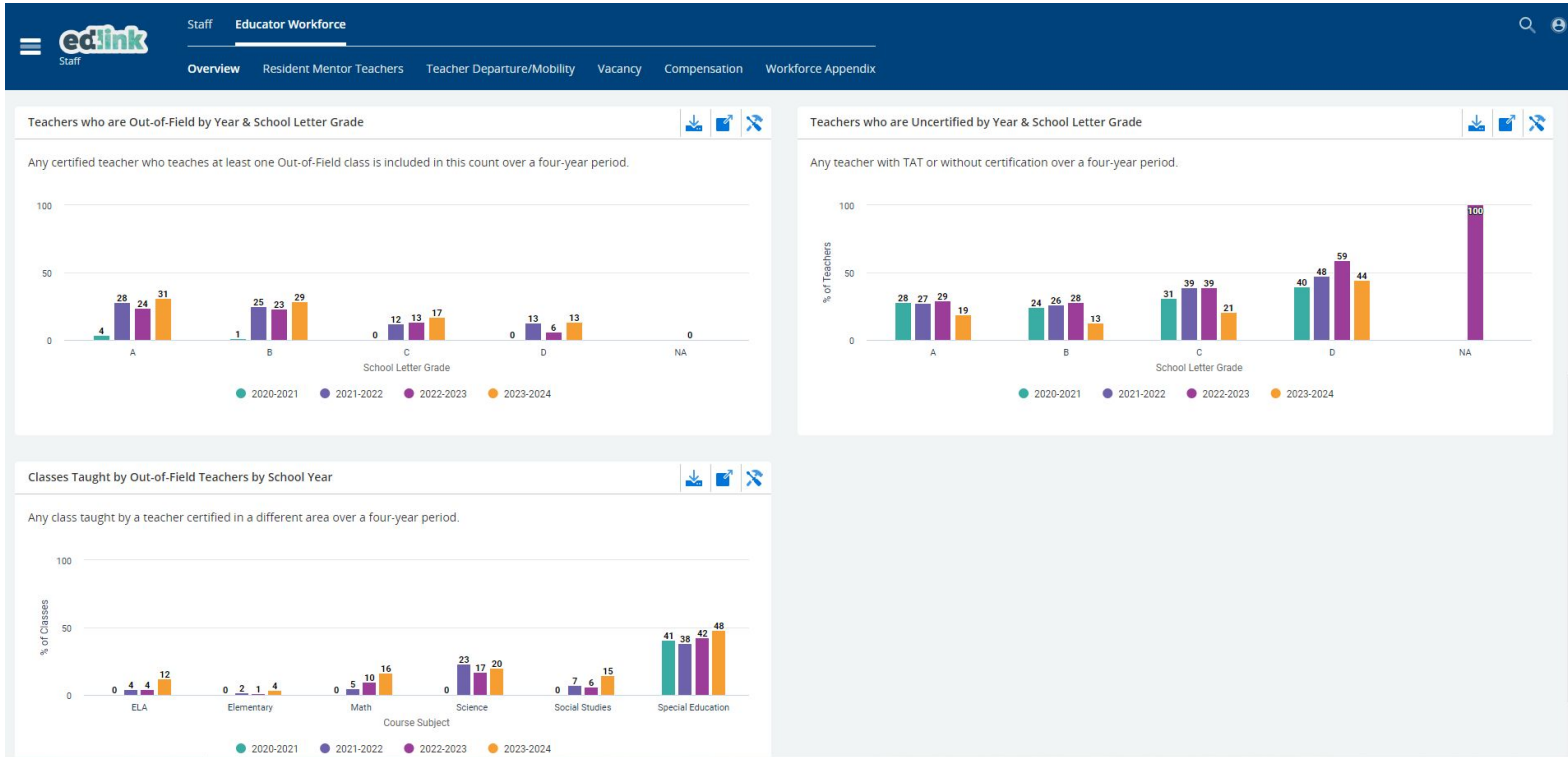 Staff Educator Workforce
ed:link
Staff
Overview Resident Mentor Teachers Teacher Departure/Mobility Vacancy Compensation Workforce Appendix
Teachers who are Out-of-Field by Year & School Letter Grade
Any certified teacher who teaches at least one Out-of-Field class is included in this count over a four-year period.
100
50
0
4 28 24 31
1 25 23 29
0 12 13 17
0 13 6 13
0
A B C D NA
School Letter Grade
2020-2021 2021-2022 2022-2023 2023-2024
Teachers who are Uncertified by Year & School Letter Grade
Any teacher with TAT or without certification over a four-year period.
% of Teachers
100
50
0
28 27 29 19
24 26 28 13
31 39 39 21
40 48 59 44
100
A B C D NA
School Letter Grade
2020-2021 2021-2022 2022-2023 2023-2024
Classes Taught by Out-of-Field Teachers by School Year
Any class taught by a teacher certified in a different area over a four-year period.
% of Classes
100
50
0
0 4 4 12
0 2 1 4
0 5 10 16
0 23 17 20
0 7 6 15
41 38 42 48
ELA Elementary Math Science Social Studies Special Education
Course Subject
2020-2021 2021-2022 2022-2023 2023-2024